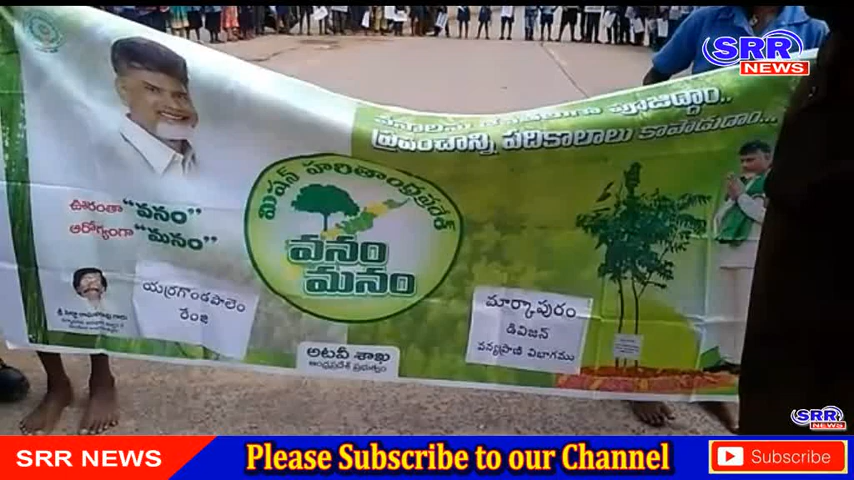 SRR
NEWS
ప్రపంచాన్ని పదికాలాలు కాపాడుదాం...
మిషన్ హరితాంధ్రప్రదేశ్
వనం
మనం
ఊరంతా "వనం"
ఆరోగ్యంగా "మనం"
యర్రగొండపాలెం
రేంజి
మార్కాపురం
డివిజన్
వన్యప్రాణి విభాగము
అటవీ శాఖ
ఆంధ్రప్రదేశ్ ప్రభుత్వం
SRR
NEWS
SRR NEWS
Please Subscribe to our Channel
Subscribe